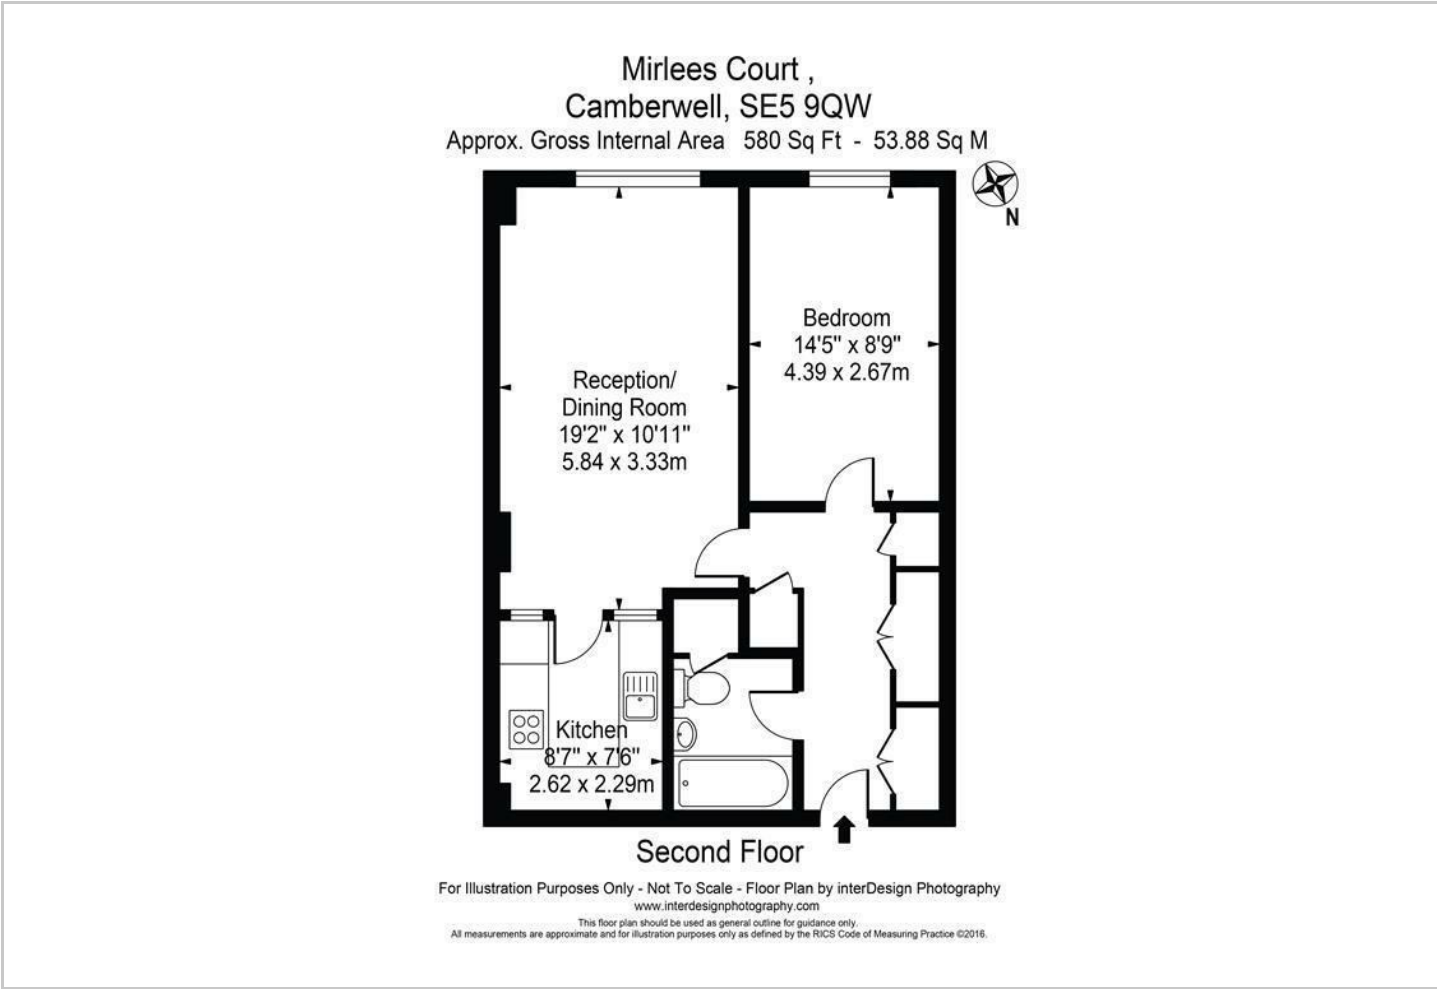 Mirlees Court ,
Camberwell, SE5 9QW
Approx. Gross Internal Area 580 Sq Ft - 53.88 Sq M
N
Bedroom
14'5" x 8'9"
4.39 x 2.67m
Reception/
Dining Room
19'2" x 10'11"
5.84 x 3.33m
Kitchen
8'7" x 7'6"
2.62 x 2.29m
Second Floor
For Illustration Purposes Only - Not To Scale - Floor Plan by interDesign Photography
www.interdesignphotography.com
This floor plan should be used as general outline for guidance only.
All measurements are approximate and for illustration purposes only as defined by the RICS Code of Measuring Practice ©2016.